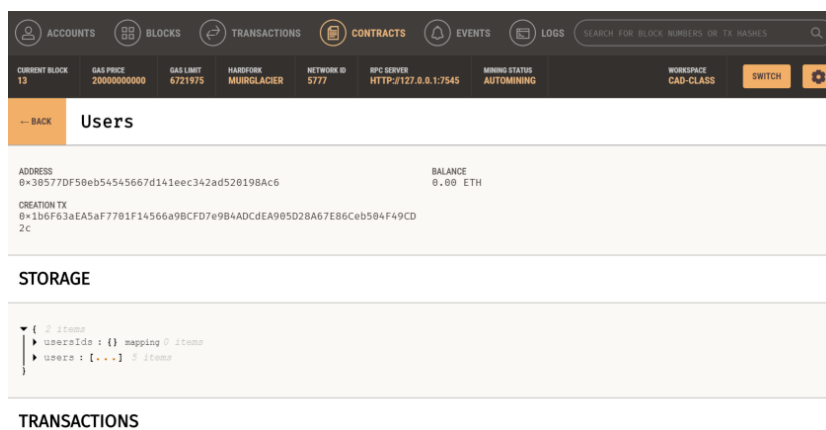 ACCOUNTS BLOCKS TRANSACTIONS CONTRACTS EVENTS LOGS SEARCH FOR BLOCK NUMBERS OR TX HASHES
CURRENT BLOCK GAS PRICE GAS LIMIT HARDFORK NETWORK ID RPC SERVER MINING STATUS WORKSPACE
13 20000000000 6721975 MUIRGLACIER 5777 HTTP://127.0.0.1:7545 AUTOMINING CAD-CLASS SWITCH
← BACK Users
ADDRESS BALANCE
0×30577DF50eb54545667d141eec342ad520198Ac6 0.00 ETH
CREATION TX
0×1b6F63aEA5aF7701F14566a9BCFD7e9B4ADCdEA905D28A67E86Ceb504F49CD
2c
STORAGE
{ 2 items
usersIds : {} mapping 0 items
users : [...] 5 items
}
TRANSACTIONS